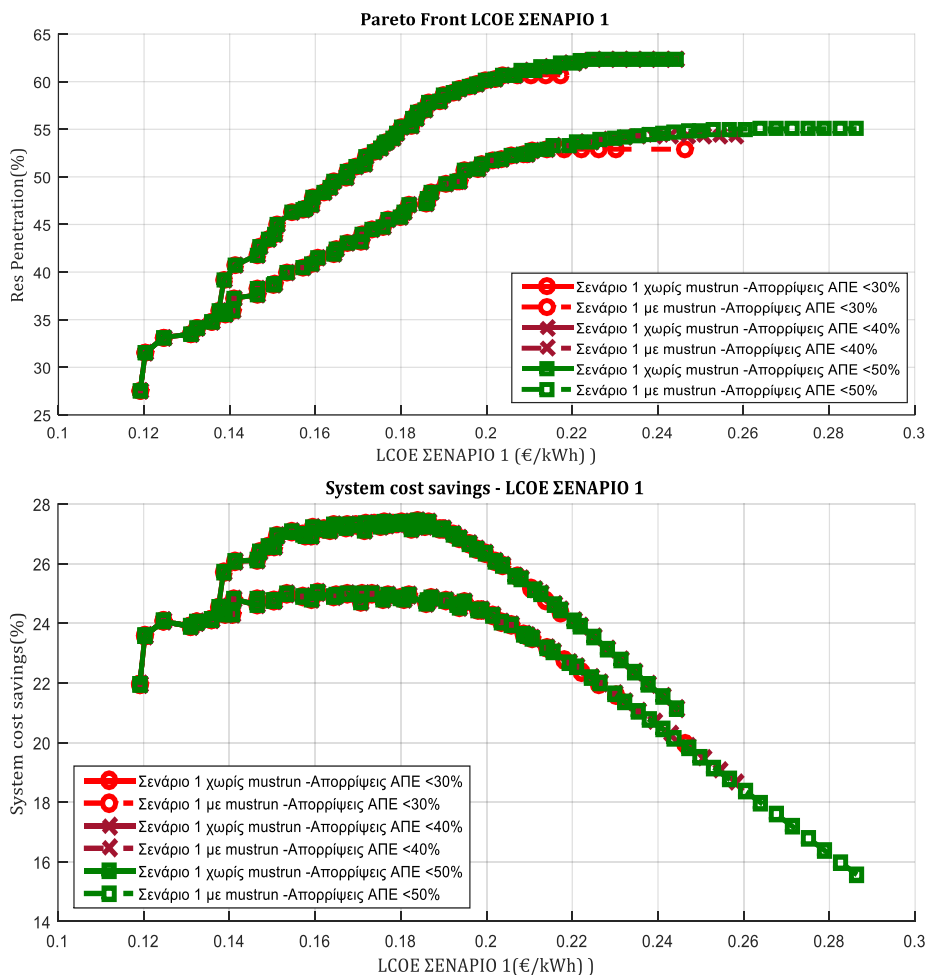 Pareto Front LCOE ΣΕΝΑΡΙΟ 1
65
60
55
50
45
40
35
30
25
Res Penetration(%)
Σενάριο 1 χωρίς mustrun -Απορρίψεις ΑΠΕ <30%
Σενάριο 1 με mustrun -Απορρίψεις ΑΠΕ <30%
Σενάριο 1 χωρίς mustrun -Απορρίψεις ΑΠΕ <40%
Σενάριο 1 με mustrun -Απορρίψεις ΑΠΕ <40%
Σενάριο 1 χωρίς mustrun -Απορρίψεις ΑΠΕ <50%
Σενάριο 1 με mustrun -Απορρίψεις ΑΠΕ <50%
0.1 0.12 0.14 0.16 0.18 0.2 0.22 0.24 0.26 0.28 0.3
LCOE ΣΕΝΑΡΙΟ 1 (€/kWh) )
System cost savings - LCOE ΣΕΝΑΡΙΟ 1
28
26
24
22
20
18
16
14
System cost savings(%)
Σενάριο 1 χωρίς mustrun -Απορρίψεις ΑΠΕ <30%
Σενάριο 1 με mustrun -Απορρίψεις ΑΠΕ <30%
Σενάριο 1 χωρίς mustrun -Απορρίψεις ΑΠΕ <40%
Σενάριο 1 με mustrun -Απορρίψεις ΑΠΕ <40%
Σενάριο 1 χωρίς mustrun -Απορρίψεις ΑΠΕ <50%
Σενάριο 1 με mustrun -Απορρίψεις ΑΠΕ <50%
0.1 0.12 0.14 0.16 0.18 0.2 0.22 0.24 0.26 0.28 0.3
LCOE ΣΕΝΑΡΙΟ 1(€/kWh) )